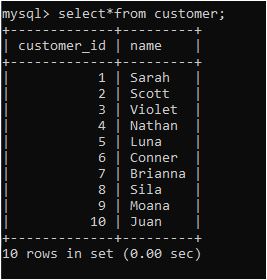 mysql> select*from customer;
+-------------+---------+
| customer_id | name    |
+-------------+---------+
|           1 | Sarah   |
|           2 | Scott   |
|           3 | Violet  |
|           4 | Nathan  |
|           5 | Luna    |
|           6 | Conner  |
|           7 | Brianna |
|           8 | Sila    |
|           9 | Moana   |
|          10 | Juan    |
+-------------+---------+
10 rows in set (0.00 sec)